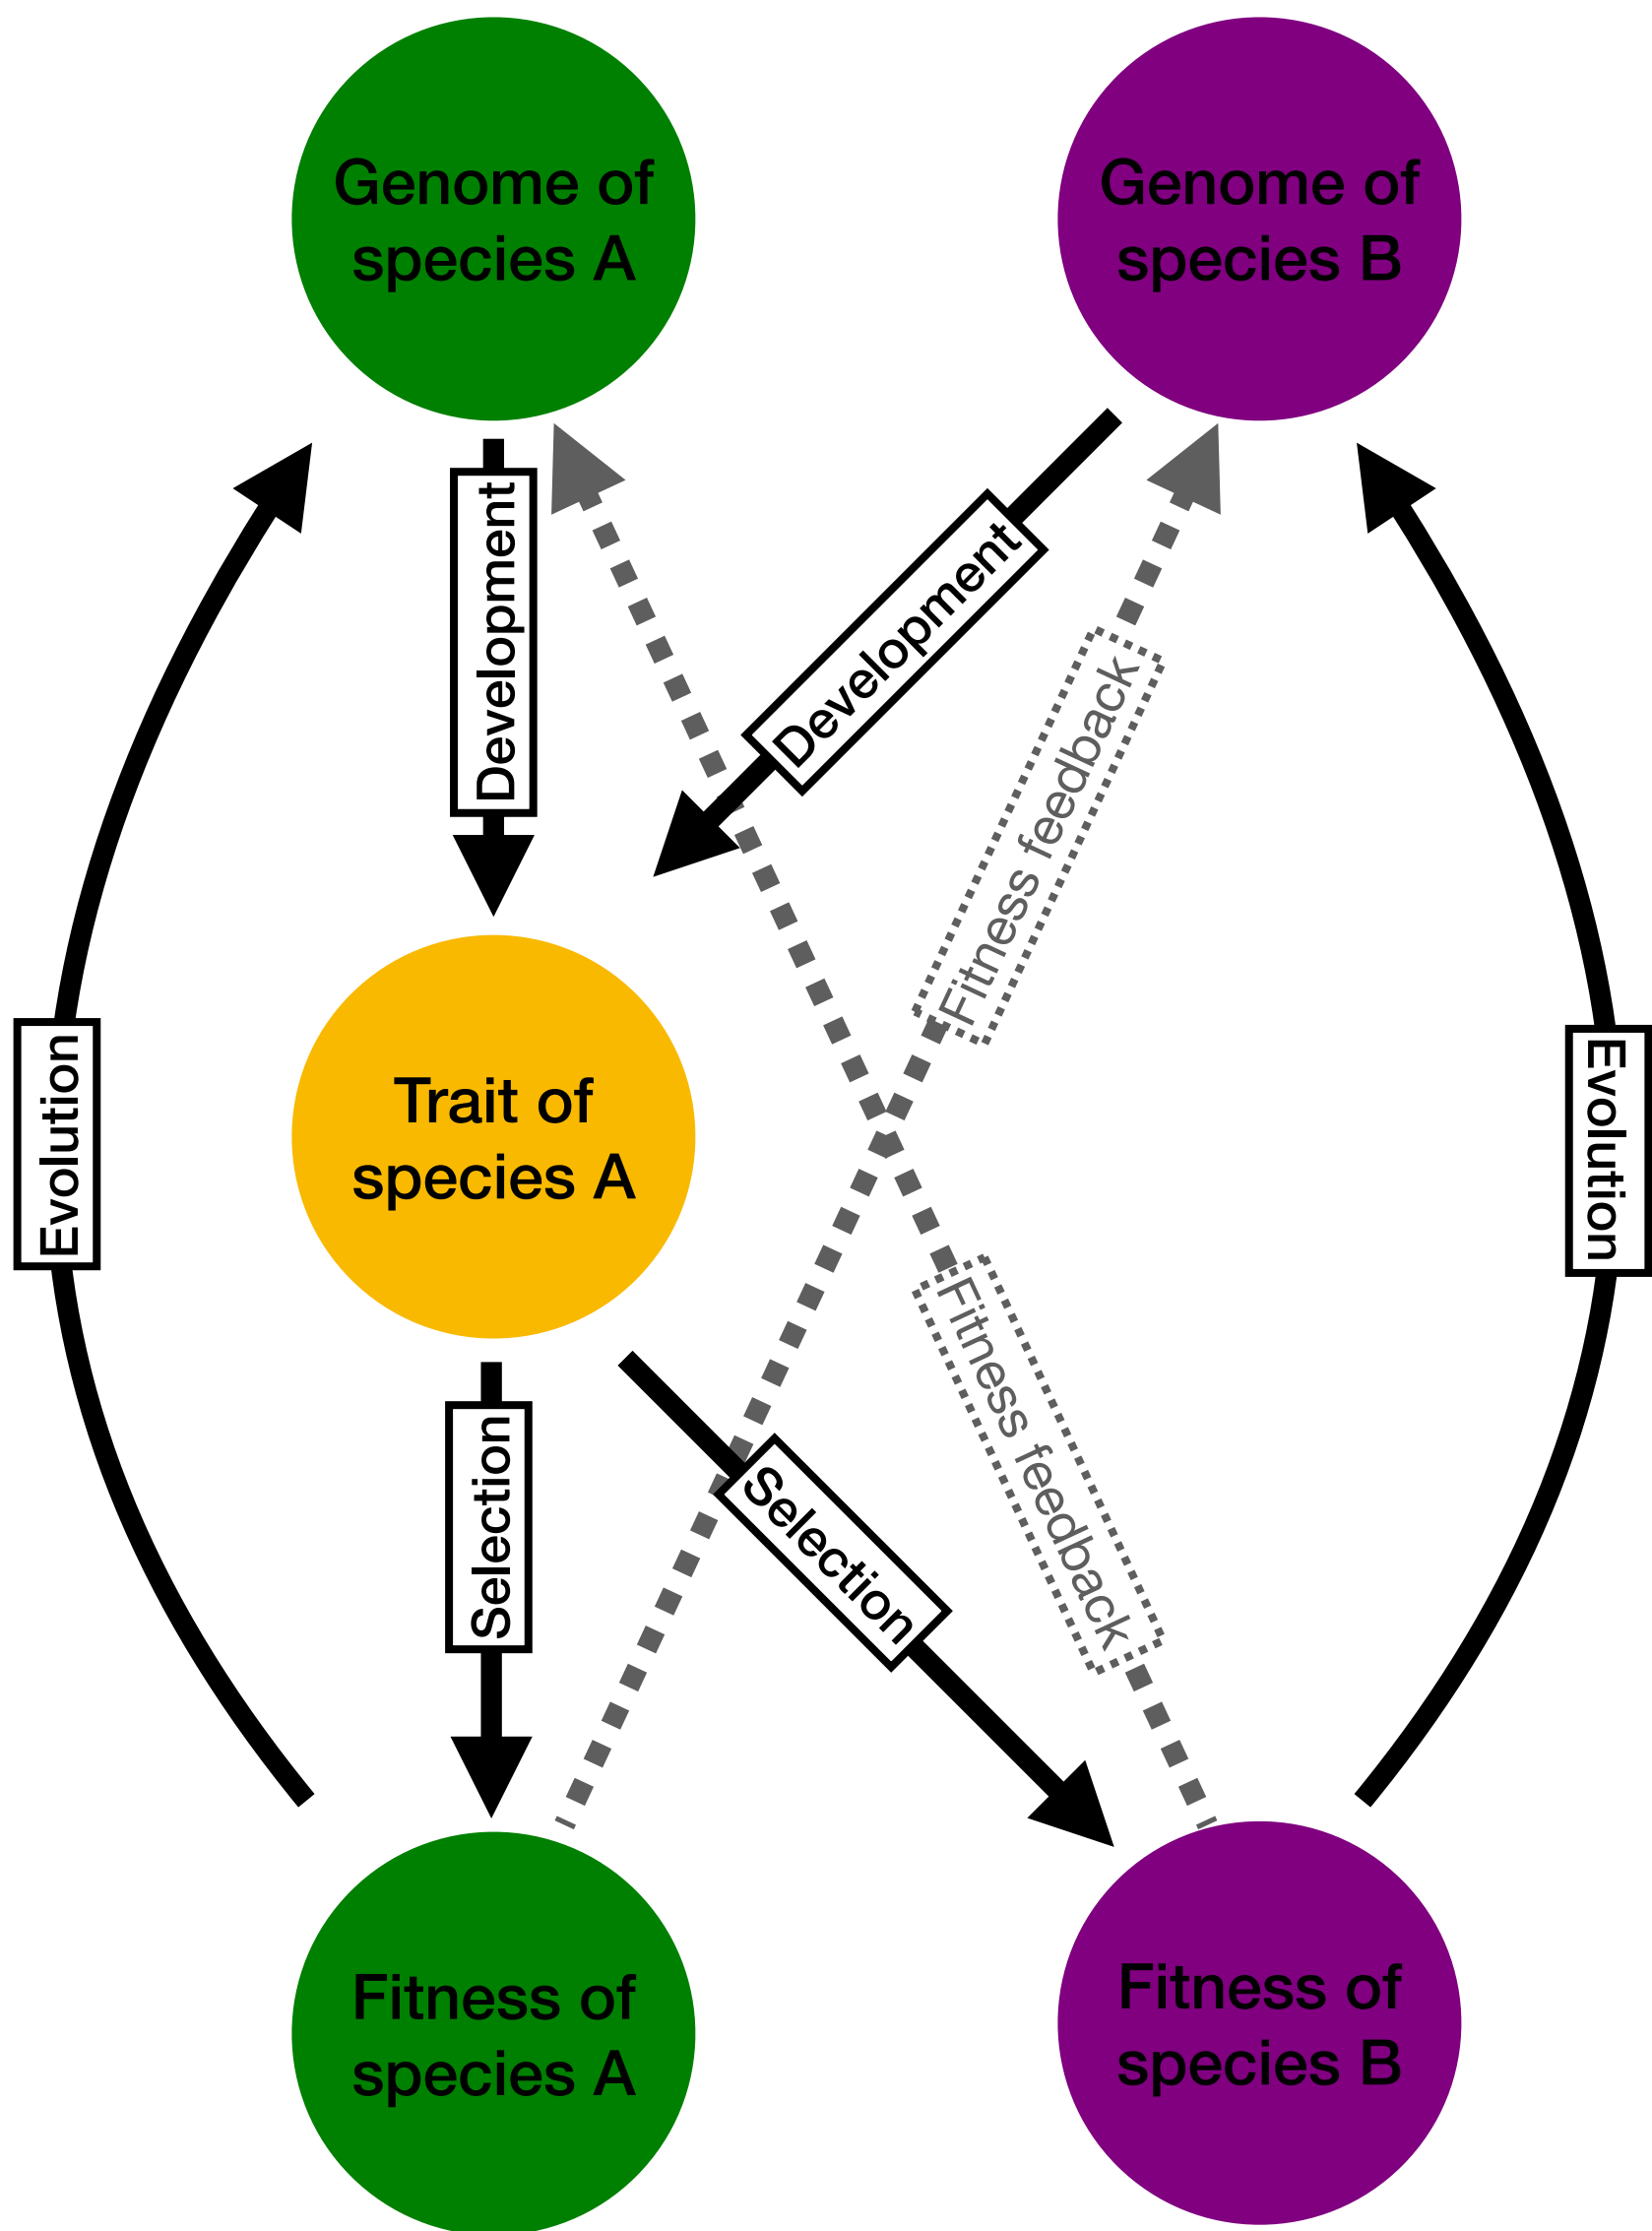 Genome of
species A
Genome of
species B
Development
Development
Fitness feedback
Evolution
Trait of
species A
Evolution
Selection
Selection
Fitness feedback
Fitness of
species A
Fitness of
species B